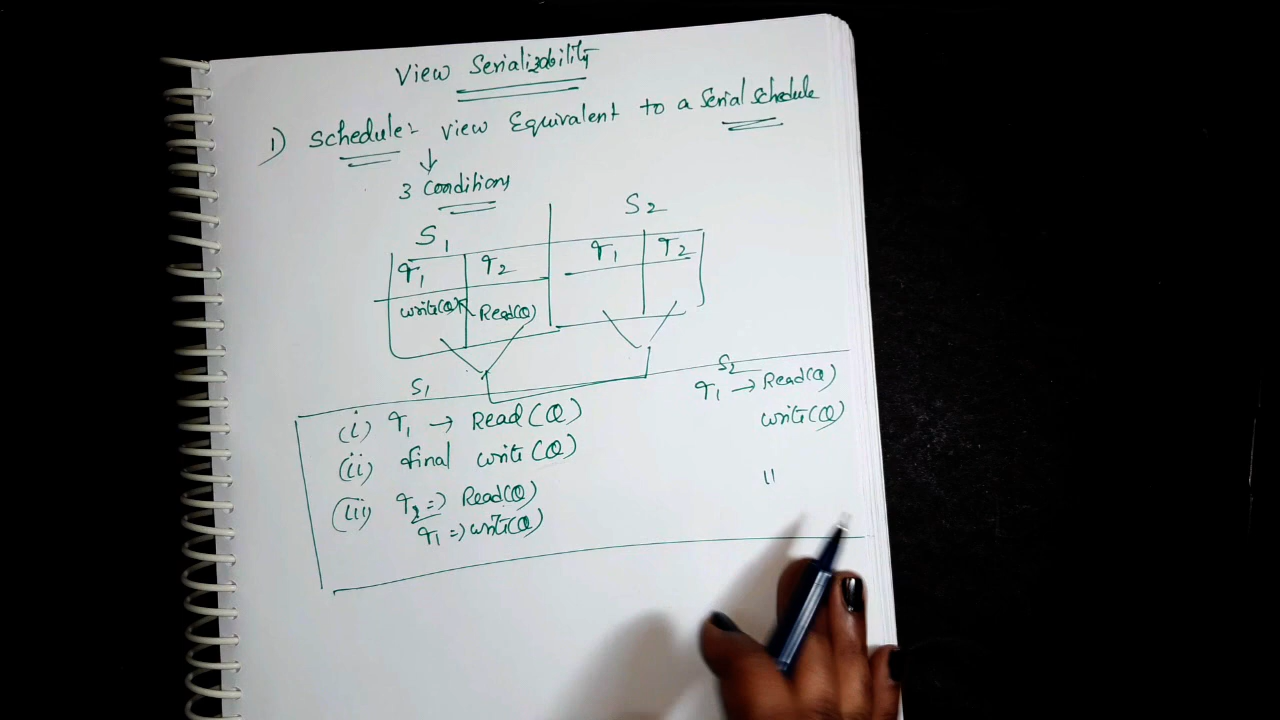 View Serializability
1) Schedule:- View Equivalent to a Serial Schedule
↓
3 Conditions
S1 S2
T1 T2 T1 T2
write(Q) Read(Q)
S1 S2
(i) T1 → Read(Q) T1 → Read(Q)
(ii) final write(Q) write(Q)
(iii) T2 => Read(Q) 11
T1 => write(Q)